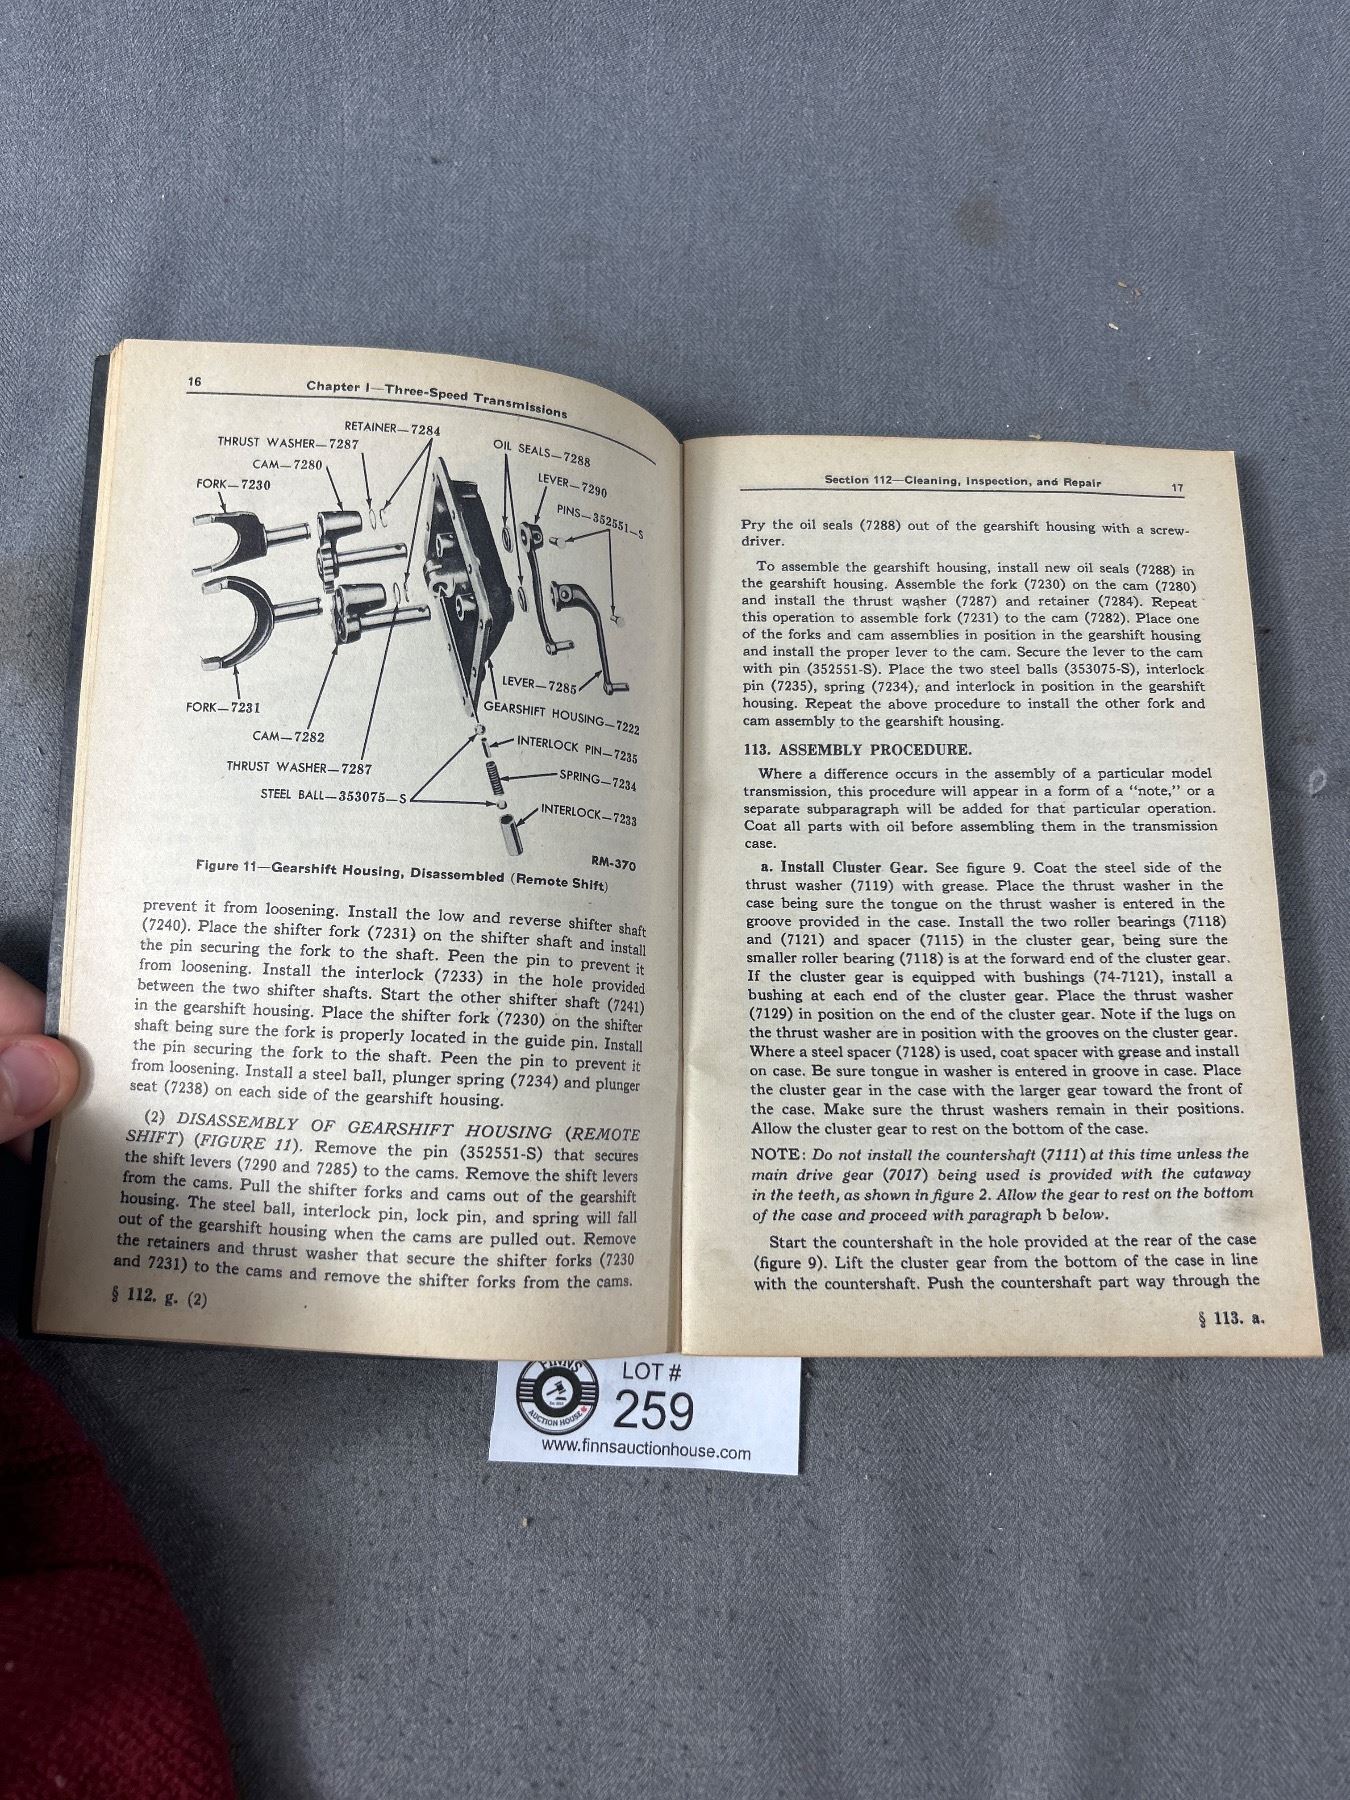 16
Chapter I—Three-Speed Transmissions
RETAINER—7284
THRUST WASHER—7287
CAM—7280
FORK—7230
OIL SEALS—7288
LEVER—7290
PINS—352551—S
LEVER—7285
FORK—7231
GEARSHIFT HOUSING—7222
CAM—7282
INTERLOCK PIN—7235
THRUST WASHER—7287
SPRING—7234
STEEL BALL—353075—S
INTERLOCK—7233
RM-370
Figure 11—Gearshift Housing, Disassembled (Remote Shift)
prevent it from loosening. Install the low and reverse shifter shaft
(7240). Place the shifter fork (7231) on the shifter shaft and install
the pin securing the fork to the shaft. Peen the pin to prevent it
from loosening. Install the interlock (7233) in the hole provided
between the two shifter shafts. Start the other shifter shaft (7241)
in the gearshift housing. Place the shifter fork (7230) on the shifter
shaft being sure the fork is properly located in the guide pin. Install
the pin securing the fork to the shaft. Peen the pin to prevent it
from loosening. Install a steel ball, plunger spring (7234) and plunger
seat (7238) on each side of the gearshift housing.
(2) DISASSEMBLY OF GEARSHIFT HOUSING (REMOTE
SHIFT) (FIGURE 11). Remove the pin (352551-S) that secures
the shift levers (7290 and 7285) to the cams. Remove the shift levers
from the cams. Pull the shifter forks and cams out of the gearshift
housing. The steel ball, interlock pin, lock pin, and spring will fall
out of the gearshift housing when the cams are pulled out. Remove
the retainers and thrust washer that secure the shifter forks (7230
and 7231) to the cams and remove the shifter forks from the cams.
§ 112. g. (2)
Section 112—Cleaning, Inspection, and Repair
17
Pry the oil seals (7288) out of the gearshift housing with a screw-
driver.
To assemble the gearshift housing, install new oil seals (7288) in
the gearshift housing. Assemble the fork (7230) on the cam (7280)
and install the thrust washer (7287) and retainer (7284). Repeat
this operation to assemble fork (7231) to the cam (7282). Place one
of the forks and cam assemblies in position in the gearshift housing
and install the proper lever to the cam. Secure the lever to the cam
with pin (352551-S). Place the two steel balls (353075-S), interlock
pin (7235), spring (7234), and interlock in position in the gearshift
housing. Repeat the above procedure to install the other fork and
cam assembly to the gearshift housing.
113. ASSEMBLY PROCEDURE.
Where a difference occurs in the assembly of a particular model
transmission, this procedure will appear in a form of a “note,” or a
separate subparagraph will be added for that particular operation.
Coat all parts with oil before assembling them in the transmission
case.
a. Install Cluster Gear. See figure 9. Coat the steel side of the
thrust washer (7119) with grease. Place the thrust washer in the
case being sure the tongue on the thrust washer is entered in the
groove provided in the case. Install the two roller bearings (7118)
and (7121) and spacer (7115) in the cluster gear, being sure the
smaller roller bearing (7118) is at the forward end of the cluster gear.
If the cluster gear is equipped with bushings (74-7121), install a
bushing at each end of the cluster gear. Place the thrust washer
(7129) in position on the end of the cluster gear. Note if the lugs on
the thrust washer are in position with the grooves on the cluster gear.
Where a steel spacer (7128) is used, coat spacer with grease and install
on case. Be sure tongue in washer is entered in groove in case. Place
the cluster gear in the case with the larger gear toward the front of
the case. Make sure the thrust washers remain in their positions.
Allow the cluster gear to rest on the bottom of the case.
NOTE: Do not install the countershaft (7111) at this time unless the
main drive gear (7017) being used is provided with the cutaway
in the teeth, as shown in figure 2. Allow the gear to rest on the bottom
of the case and proceed with paragraph b below.
Start the countershaft in the hole provided at the rear of the case
(figure 9). Lift the cluster gear from the bottom of the case in line
with the countershaft. Push the countershaft part way through the
§ 113. a.
FINNS
AUCTION HOUSE
LOT #
259
www.finnsauctionhouse.com